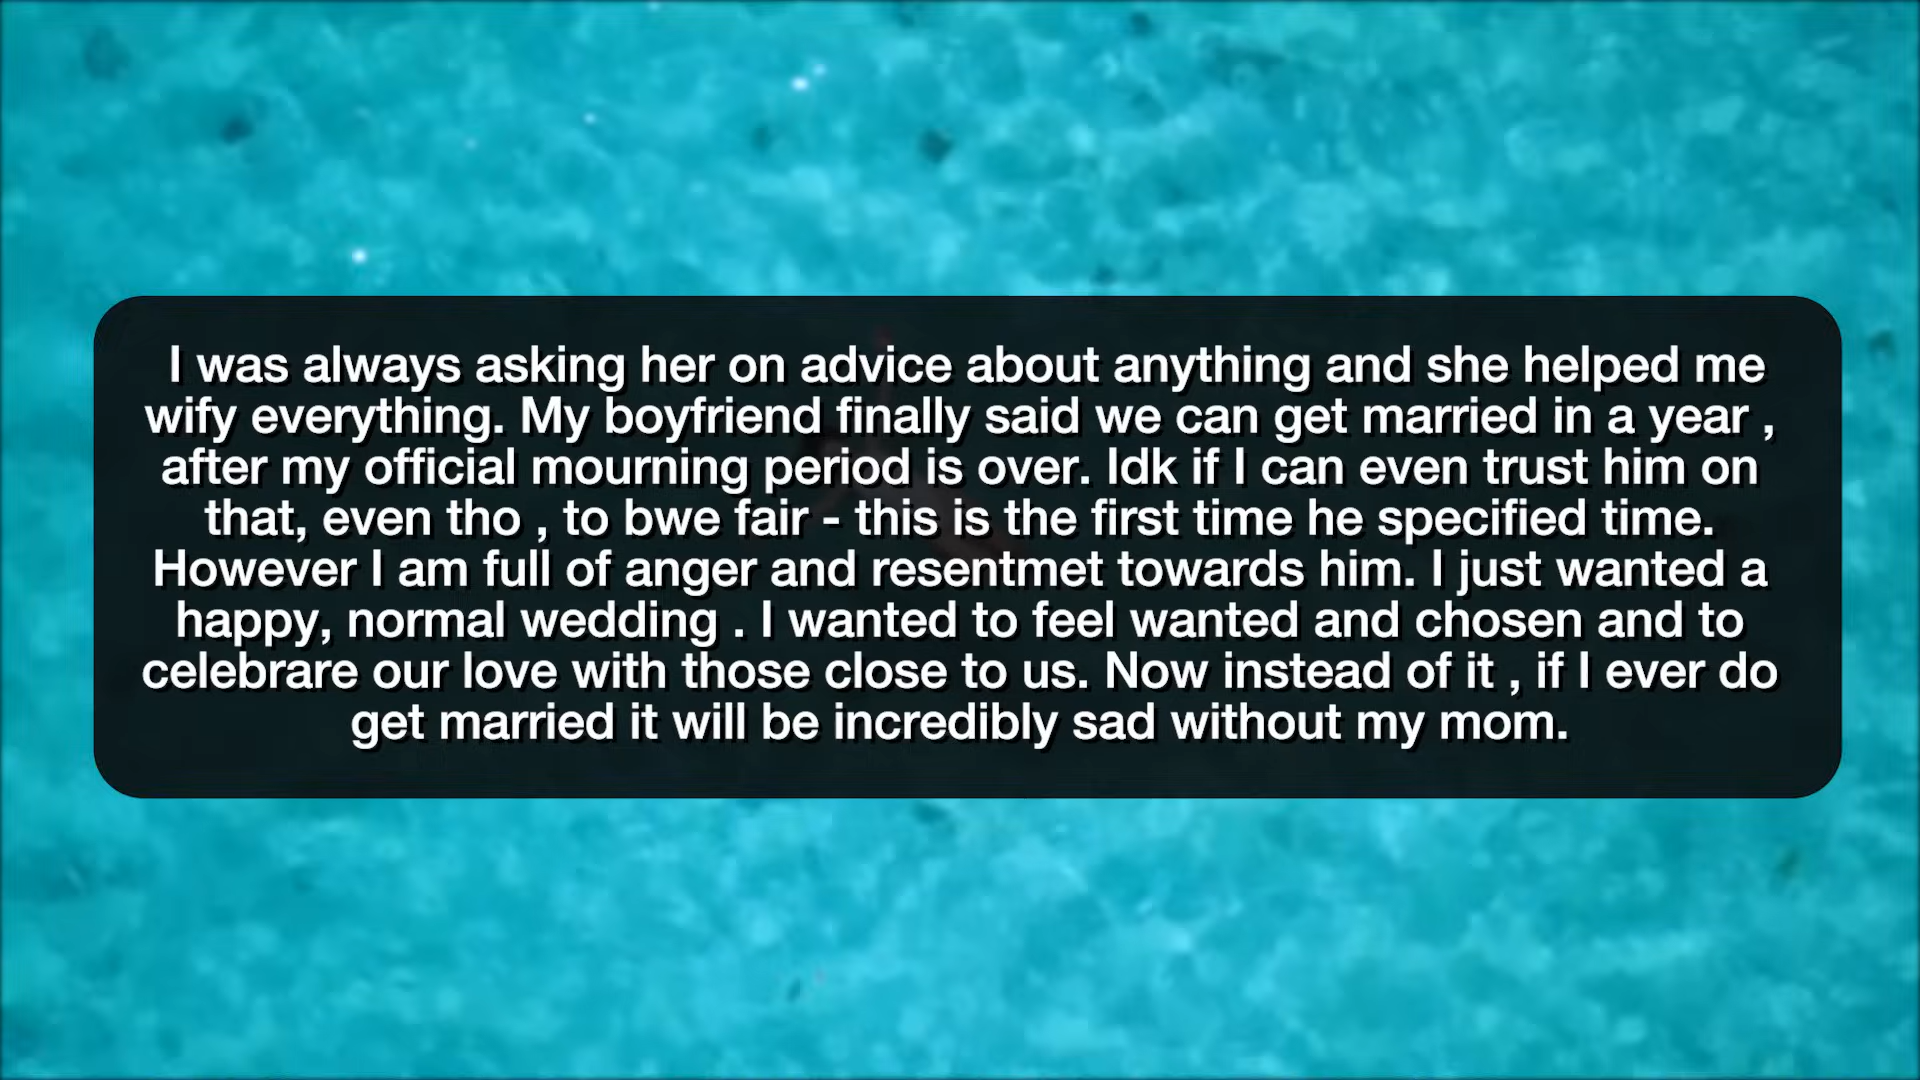 I was always asking her on advice about anything and she helped me
wify everything. My boyfriend finally said we can get married in a year ,
after my official mourning period is over. Idk if I can even trust him on
that, even tho , to bwe fair - this is the first time he specified time.
However I am full of anger and resentmet towards him. I just wanted a
happy, normal wedding . I wanted to feel wanted and chosen and to
celebrare our love with those close to us. Now instead of it , if I ever do
get married it will be incredibly sad without my mom.